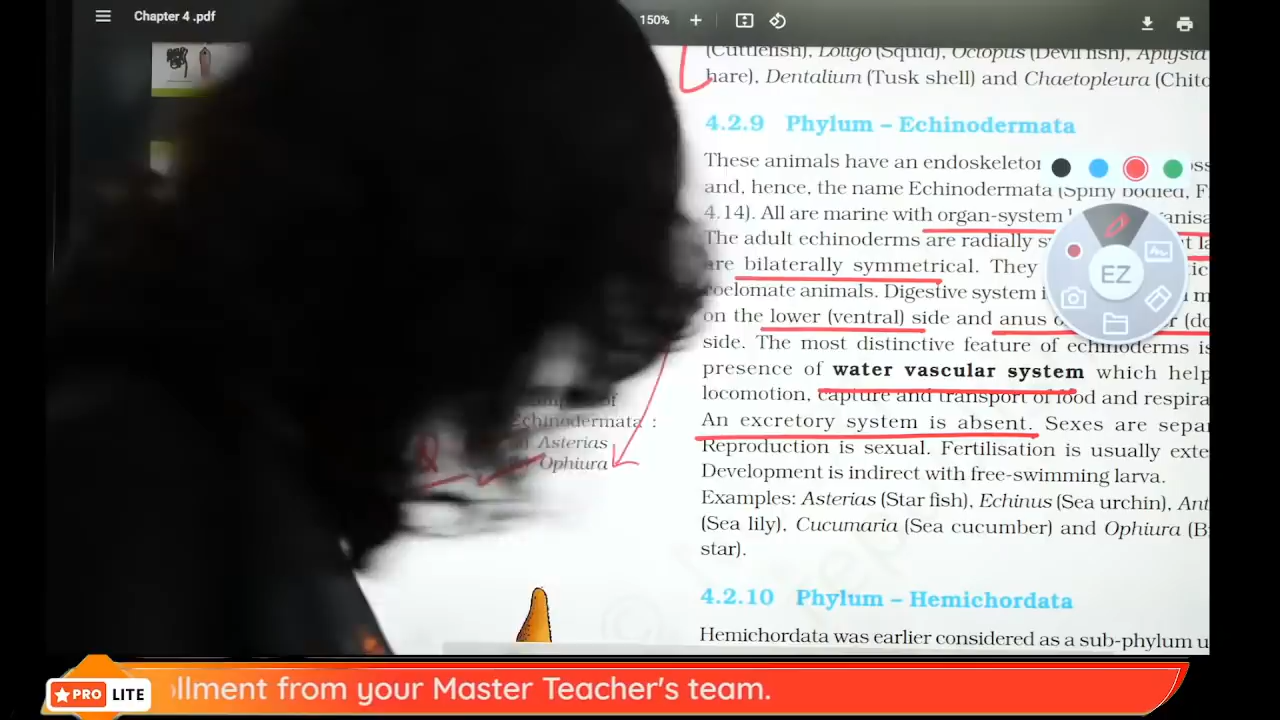 Chapter 4 .pdf
150%
(Cuttlefish), Loligo (Squid), Octopus (Devil fish), Aplysia
hare), Dentalium (Tusk shell) and Chaetopleura (Chito
4.2.9 Phylum – Echinodermata
These animals have an endoskeleton
and, hence, the name Echinodermata (Spiny bodied, F
4.14). All are marine with organ-system
The adult echinoderms are radially
are bilaterally symmetrical. They
coelomate animals. Digestive system
on the lower (ventral) side and anus
side. The most distinctive feature of echinoderms is
presence of water vascular system which help
locomotion, capture and transport of food and respira
An excretory system is absent. Sexes are sepa
Reproduction is sexual. Fertilisation is usually exte
Development is indirect with free-swimming larva.
Examples: Asterias (Star fish), Echinus (Sea urchin), Ant
(Sea lily), Cucumaria (Sea cucumber) and Ophiura (B
star).
of
Echinodermata :
Asterias
Ophiura
4.2.10 Phylum – Hemichordata
Hemichordata was earlier considered as a sub-phylum u
EZ
llment from your Master Teacher's team.
PRO LITE